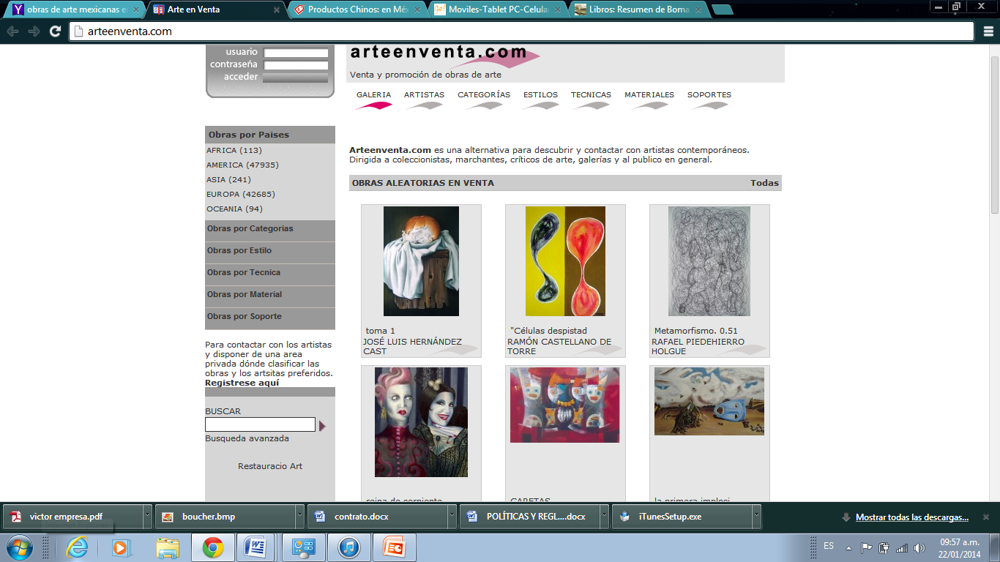 obras de arte mexicanas e
Arte en Venta
Productos Chinos: en Mé
Moviles-Tablet PC-Celula
Libros: Resumen de Boma
arteenventa.com
usuario
contraseña
acceder
arteenventa.com
Venta y promoción de obras de arte
GALERIA ARTISTAS CATEGORÍAS ESTILOS TECNICAS MATERIALES SOPORTES
Obras por Paises
AFRICA (113)
AMERICA (47935)
ASIA (241)
EUROPA (42685)
OCEANIA (94)
Obras por Categorias
Obras por Estilo
Obras por Tecnica
Obras por Material
Obras por Soporte
Para contactar con los artistas
y disponer de una area
privada dónde clasificar las
obras y los artsitas preferidos.
Registrese aquí
BUSCAR
Busqueda avanzada
Restauracio Art
Arteenventa.com es una alternativa para descubrir y contactar con artistas contemporáneos.
Dirigida a coleccionistas, marchantes, críticos de arte, galerías y al publico en general.
OBRAS ALEATORIAS EN VENTA Todas
toma 1
JOSÉ LUIS HERNÁNDEZ
CAST
"Células despistad
RAMÓN CASTELLANO DE
TORRE
Metamorfismo. 0.51
RAFAEL PIEDEHIERRO
HOLGUE
reina de serpiente
CARETAS
la primera imploci
victor empresa.pdf
boucher.bmp
contrato.docx
POLÍTICAS Y REGL....docx
iTunesSetup.exe
Mostrar todas las descargas...
ES
09:57 a.m.
22/01/2014